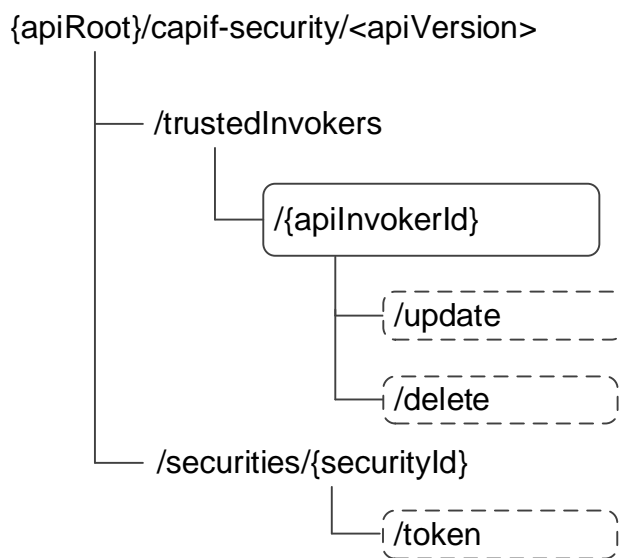 {apiRoot}/capif-security/<apiVersion>
/trustedInvokers
/{apiInvokerId}
/update
/delete
/securities/{securityId}
/token